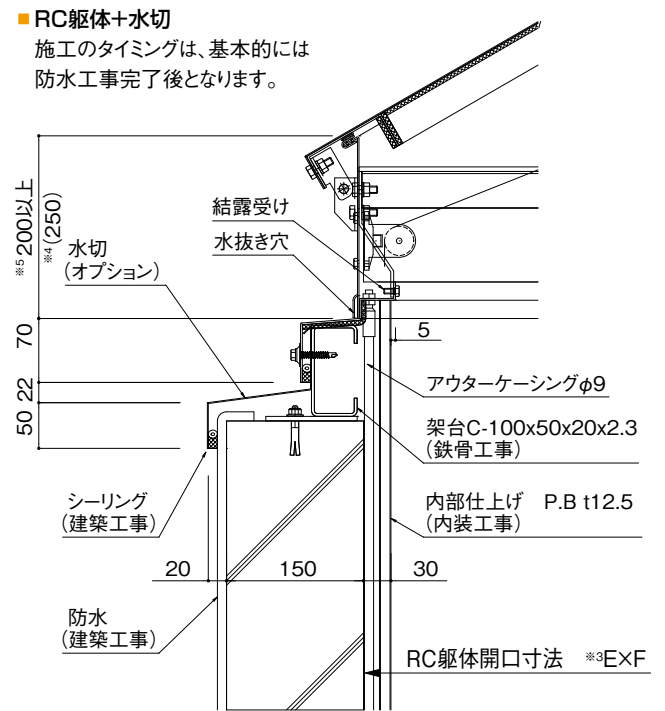 ■RC躯体+水切
施工のタイミングは、基本的には
防水工事完了後となります。
結露受け
水抜き穴
※5 200以上
※4(250)
水切
(オプション)
70
22
50
5
アウターケーシングφ9
架台C-100x50x20x2.3
(鉄骨工事)
シーリング
(建築工事)
内部仕上げ P.B t12.5
(内装工事)
20
150
30
防水
(建築工事)
RC躯体開口寸法 ※3E×F